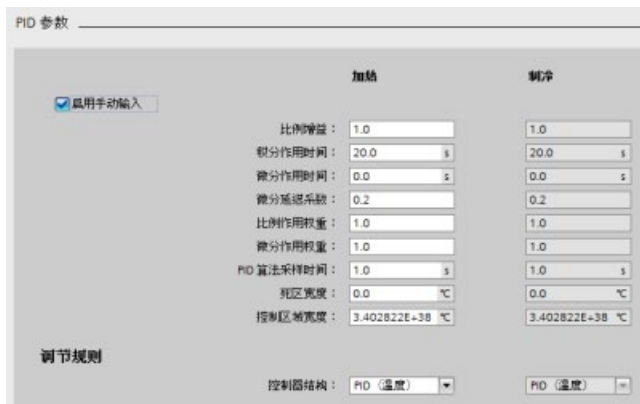 PID 参数
加热 制冷
启用手动输入
比例增益： 1.0 1.0
积分作用时间： 20.0 s 20.0 s
微分作用时间： 0.0 s 0.0 s
微分延迟系数： 0.2 0.2
比例作用权重： 1.0 1.0
微分作用权重： 1.0 1.0
PID 算法采样时间： 1.0 s 1.0 s
死区宽度： 0.0 ℃ 0.0 ℃
控制区域宽度： 3.402822E+38 ℃ 3.402822E+38 ℃
调节规则
控制器结构： PID （温度） PID （温度）